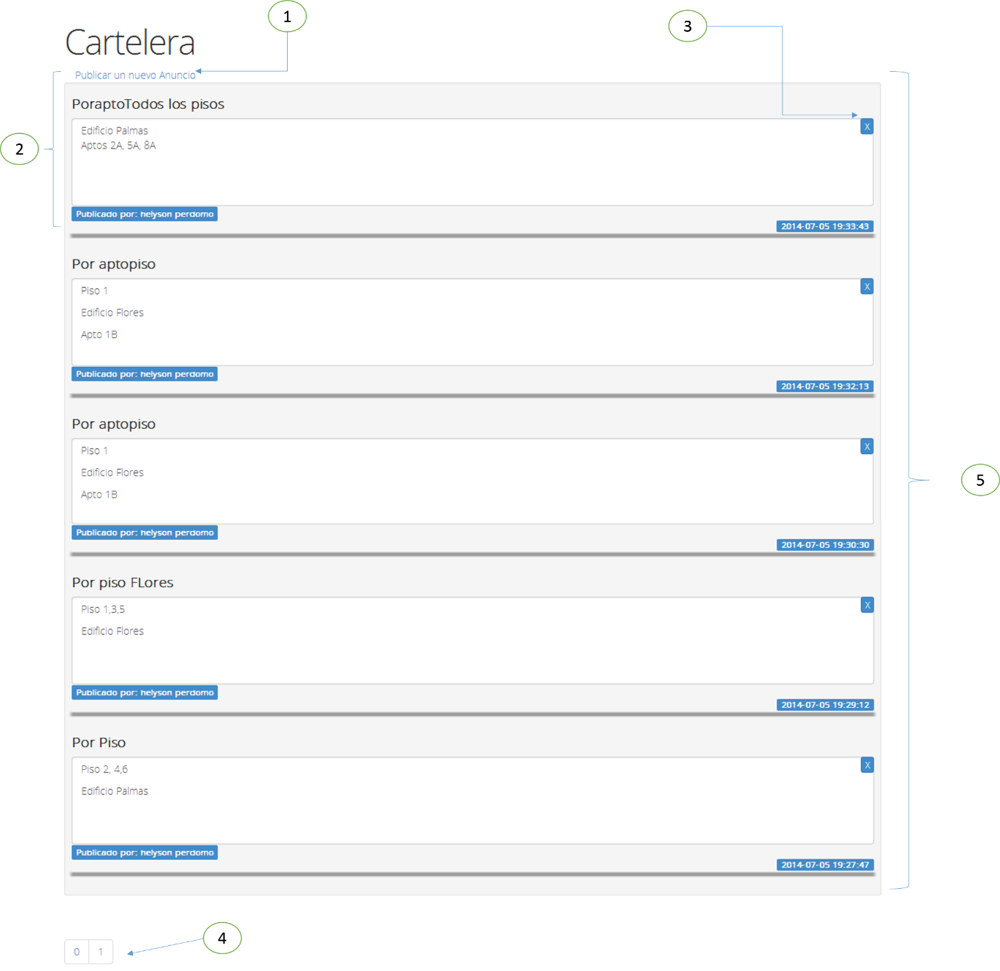 1
3
Cartelera
Publicar un nuevo Anuncio
PoraptoTodos los pisos
X
Edificio Palmas
Aptos 2A, 5A, 8A
2
Publicado por: helyson perdomo
2014-07-05 19:33:43
Por aptopiso
X
Piso 1
Edificio Flores
Apto 1B
Publicado por: helyson perdomo
2014-07-05 19:32:13
Por aptopiso
X
Piso 1
Edificio Flores
Apto 1B
5
Publicado por: helyson perdomo
2014-07-05 19:30:30
Por piso FLores
X
Piso 1,3,5
Edificio Flores
Publicado por: helyson perdomo
2014-07-05 19:29:12
Por Piso
X
Piso 2, 4,6
Edificio Palmas
Publicado por: helyson perdomo
2014-07-05 19:27:47
4
0 1